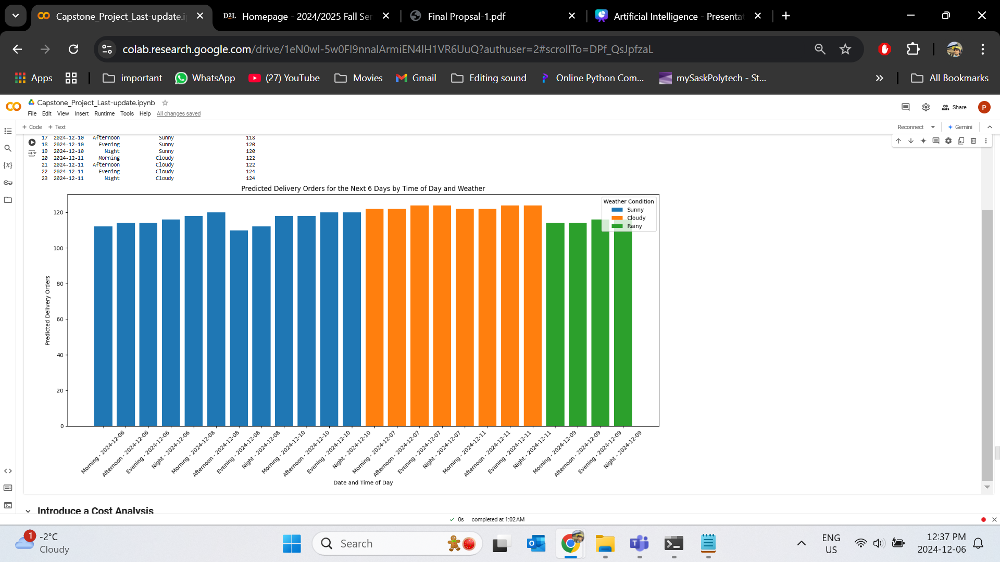 Capstone_Project_Last-update.i
D2L Homepage - 2024/2025 Fall Ser
Final Propsal-1.pdf
Artificial Intelligence - Presentat
colab.research.google.com/drive/1eN0wl-5w0FI9nnalArmiEN4lH1VR6UuQ?authuser=2#scrollTo=DPf_QsJpfzaL
Apps
important
WhatsApp
(27) YouTube
Movies
Gmail
Editing sound
Online Python Com...
mySaskPolytech - St...
All Bookmarks
Capstone_Project_Last-update.ipynb
File Edit View Insert Runtime Tools Help All changes saved
Share
P
+ Code + Text
Reconnect
Gemini
17 2024-12-10 Afternoon Sunny 118
18 2024-12-10 Evening Sunny 120
19 2024-12-10 Night Sunny 120
20 2024-12-11 Morning Cloudy 122
21 2024-12-11 Afternoon Cloudy 122
22 2024-12-11 Evening Cloudy 124
23 2024-12-11 Night Cloudy 124
Predicted Delivery Orders for the Next 6 Days by Time of Day and Weather
Weather Condition
Sunny
Cloudy
Rainy
Predicted Delivery Orders
120
100
80
60
40
20
0
Morning - 2024-12-06
Afternoon - 2024-12-06
Evening - 2024-12-06
Night - 2024-12-06
Morning - 2024-12-08
Afternoon - 2024-12-08
Evening - 2024-12-08
Night - 2024-12-08
Morning - 2024-12-10
Afternoon - 2024-12-10
Evening - 2024-12-10
Night - 2024-12-10
Morning - 2024-12-07
Afternoon - 2024-12-07
Evening - 2024-12-07
Night - 2024-12-07
Morning - 2024-12-11
Afternoon - 2024-12-11
Evening - 2024-12-11
Night - 2024-12-11
Morning - 2024-12-09
Afternoon - 2024-12-09
Evening - 2024-12-09
Night - 2024-12-09
Date and Time of Day
Introduce a Cost Analysis
0s completed at 1:02 AM
1
-2°C
Cloudy
Search
ENG
US
12:37 PM
2024-12-06